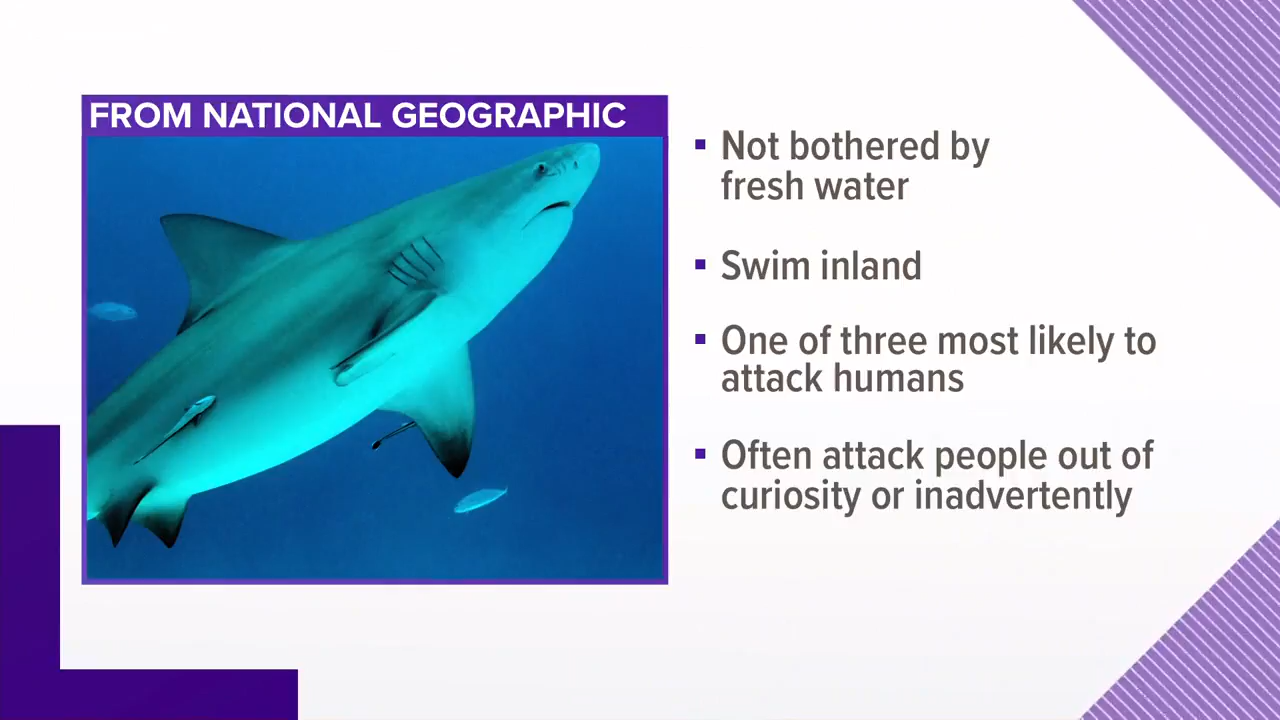 FROM NATIONAL GEOGRAPHIC
Not bothered by
fresh water
Swim inland
One of three most likely to
attack humans
Often attack people out of
curiosity or inadvertently